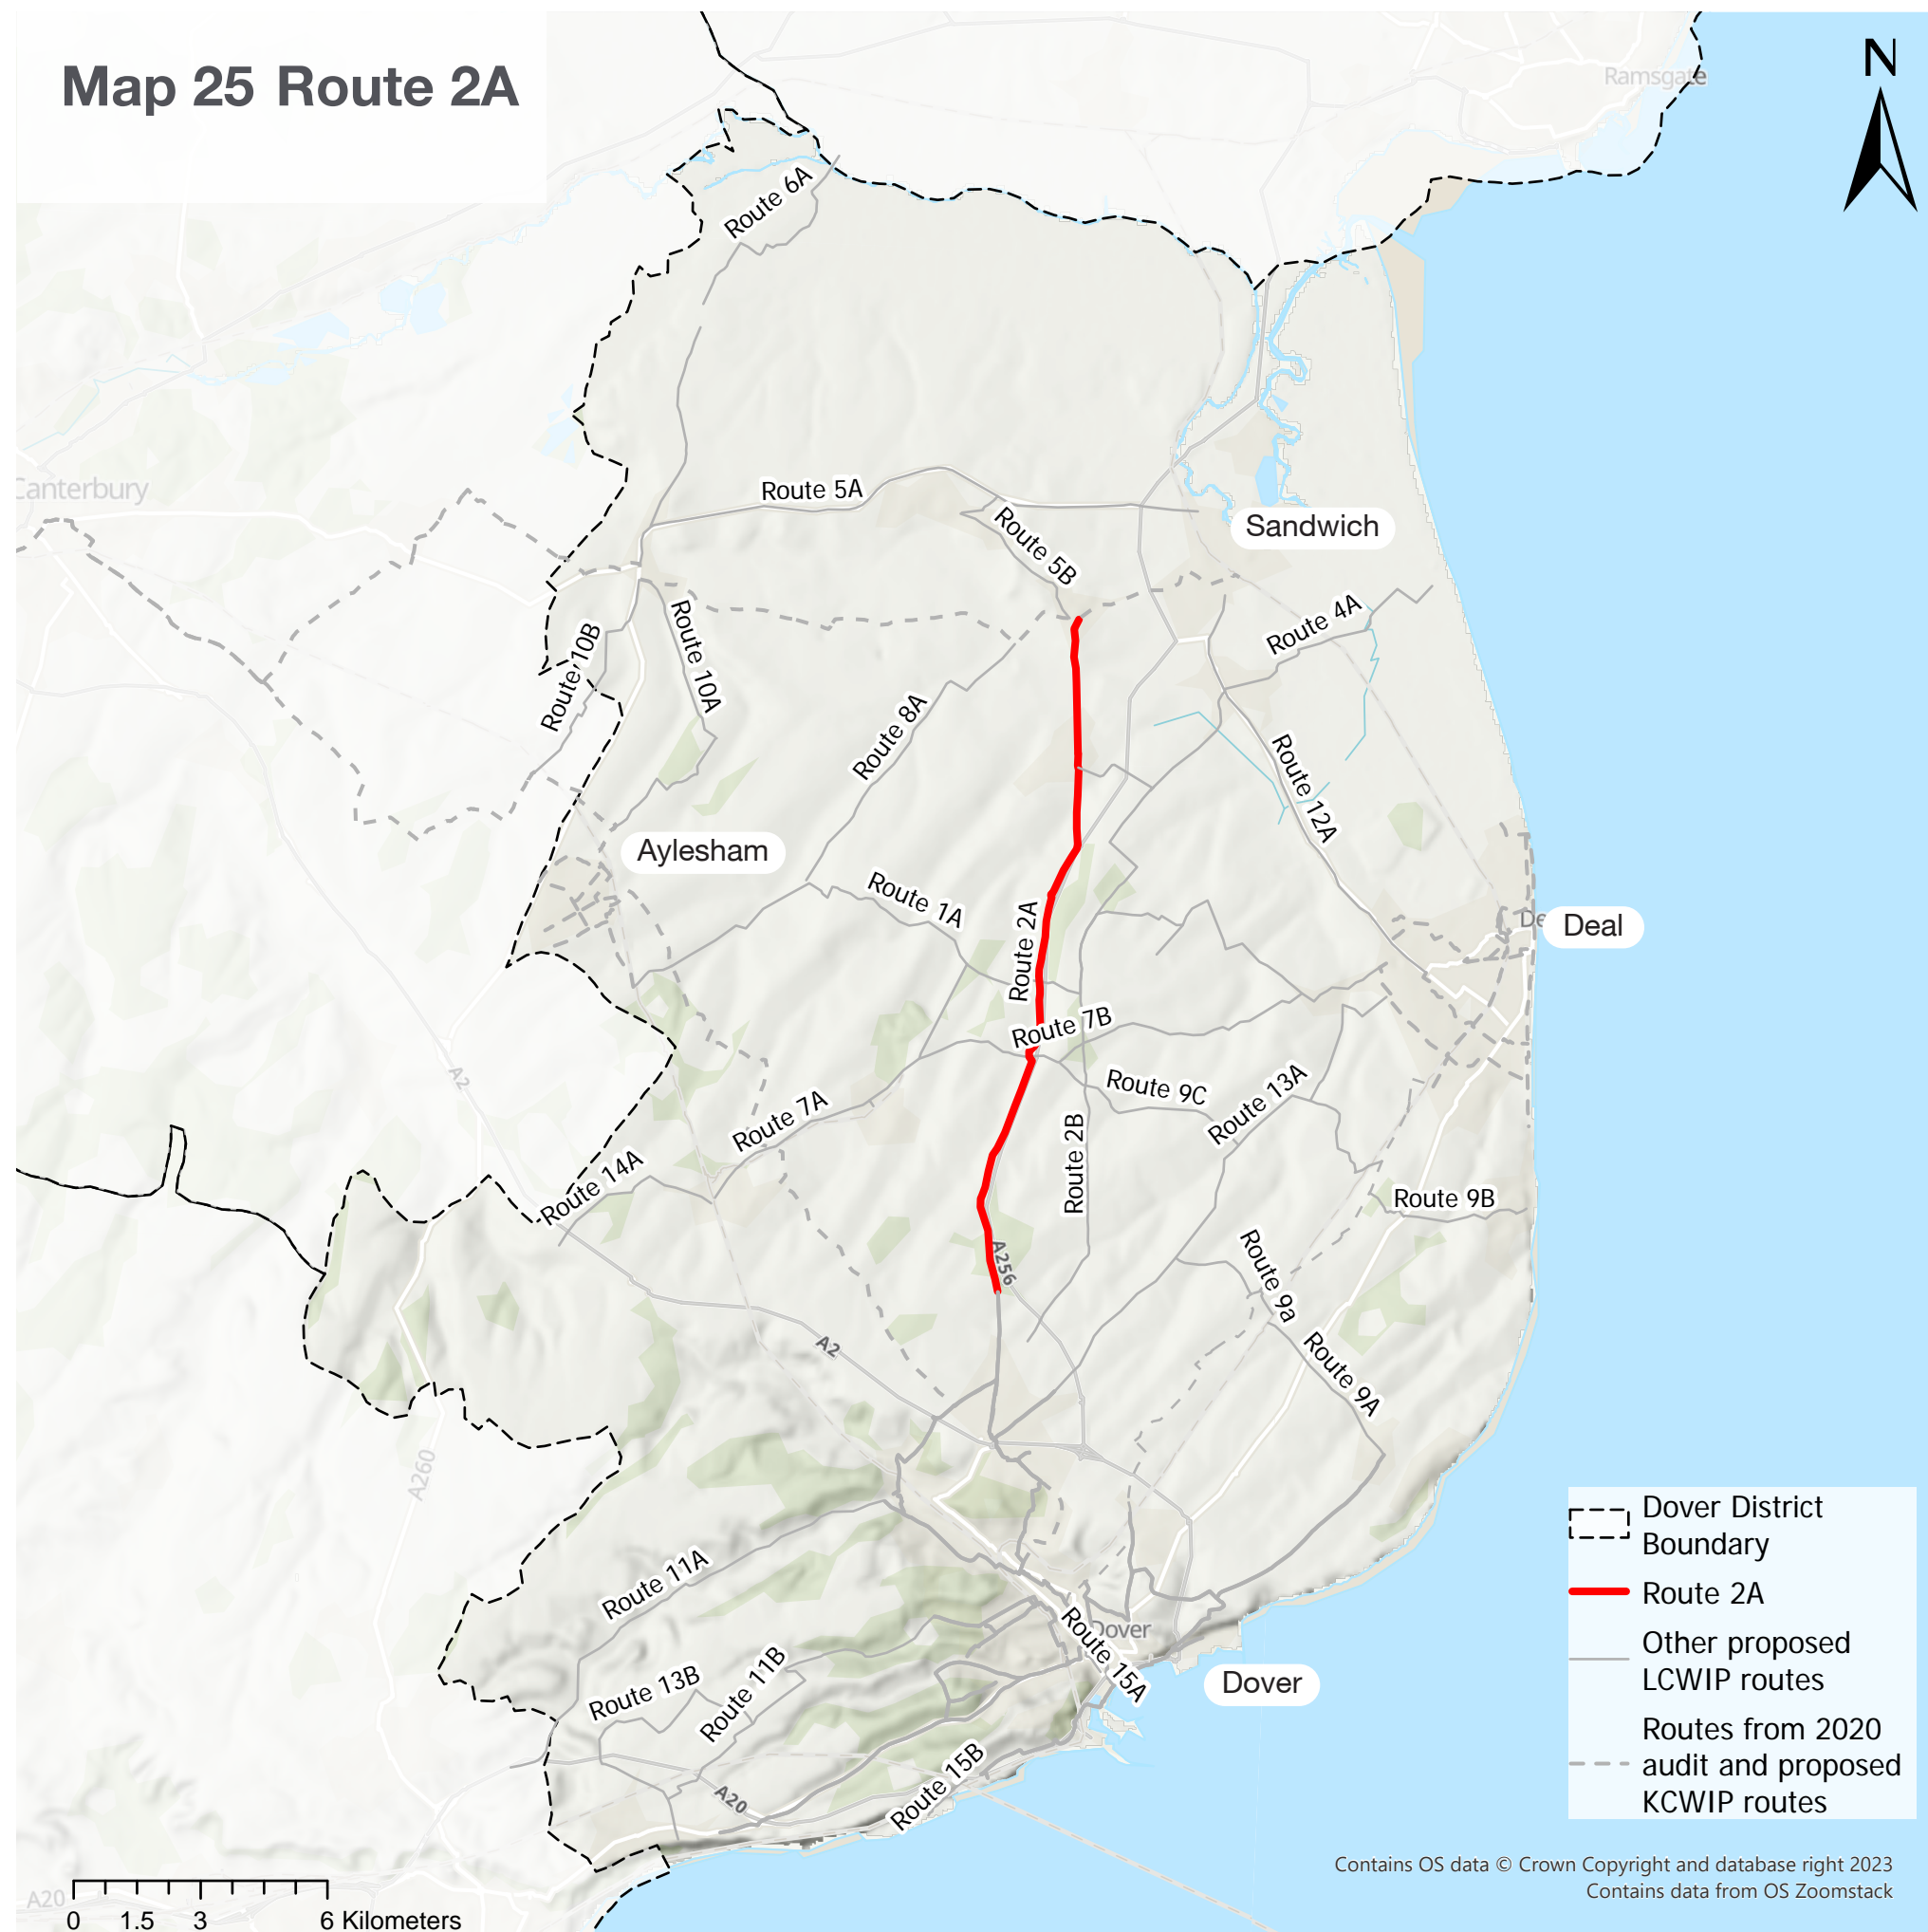 Map 25 Route 2A
N
Ramsgate
Route 6A
Canterbury
Route 5A
Route 5B
Sandwich
Route 4A
Route 10B
Route 10A
Route 8A
Route 12A
Aylesham
Route 1A
Route 2A
De
Deal
Route 7B
A2
Route 9C
Route 13A
Route 7A
Route 2B
Route 14A
Route 9B
A256
Route 9a
A2
Route 9A
A260
Route 11A
Dover
Route 15A
Route 13B
Route 11B
Dover
Route 15B
A20
A20
Dover District
Boundary
Route 2A
Other proposed
LCWIP routes
Routes from 2020
audit and proposed
KCWIP routes
Contains OS data © Crown Copyright and database right 2023
Contains data from OS Zoomstack
0 1.5 3 6 Kilometers